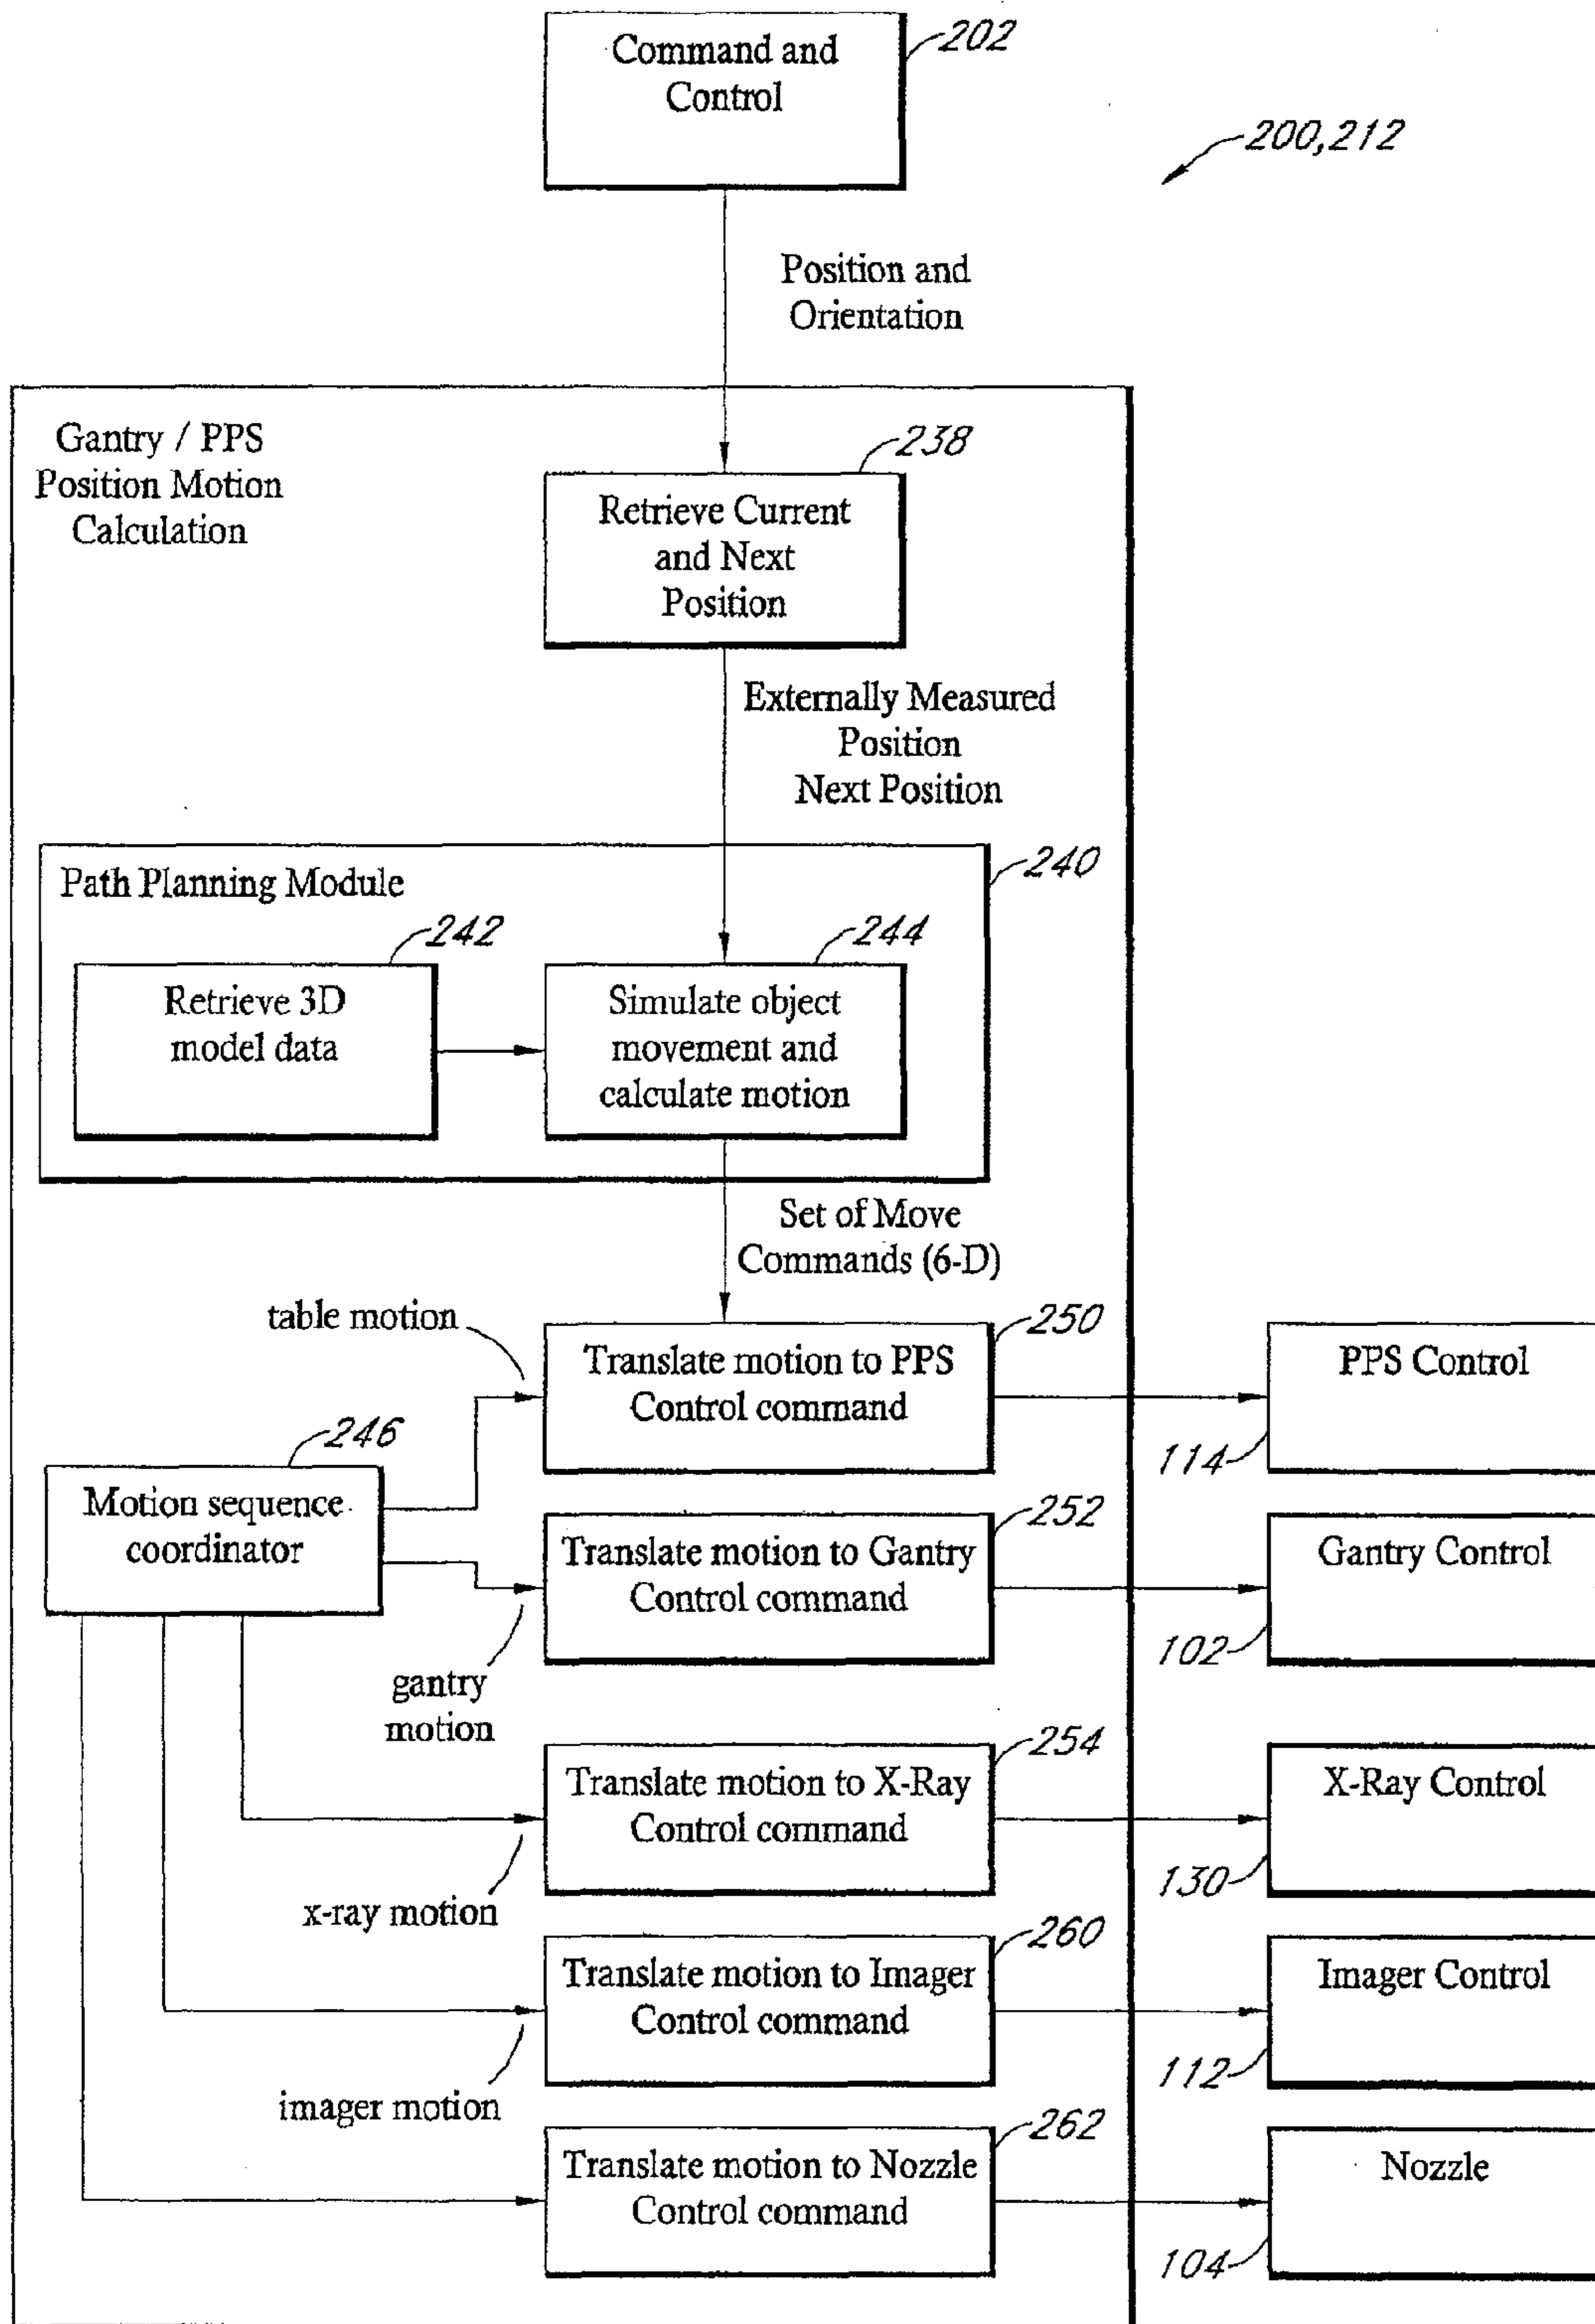 Command and
Control
202
200,212
Position and
Orientation
Gantry / PPS
Position Motion
Calculation
238
Retrieve Current
and Next
Position
Externally Measured
Position
Next Position
240
Path Planning Module
242
244
Retrieve 3D
model data
Simulate object
movement and
calculate motion
Set of Move
Commands (6-D)
table motion
250
Translate motion to PPS
Control command
PPS Control
114
246
Motion sequence
coordinator
252
Translate motion to Gantry
Control command
Gantry Control
102
gantry
motion
254
Translate motion to X-Ray
Control command
X-Ray Control
130
x-ray motion
260
Translate motion to Imager
Control command
Imager Control
112
imager motion
262
Translate motion to Nozzle
Control command
Nozzle
104